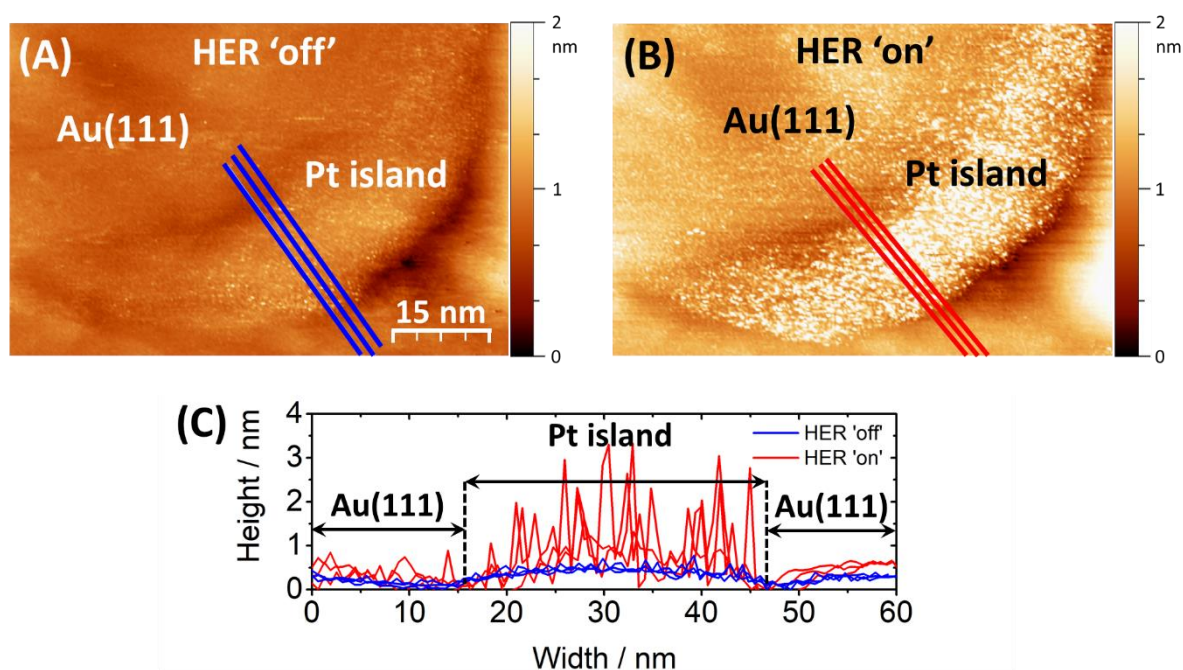 (A)
HER 'off'
Au(111)
Pt island
15 nm
2
nm
1
0
(B)
HER 'on'
Au(111)
Pt island
2
nm
1
0
(C)
Height / nm
4
3
2
1
0
Pt island
HER 'off'
HER 'on'
Au(111)
Au(111)
0 10 20 30 40 50 60
Width / nm